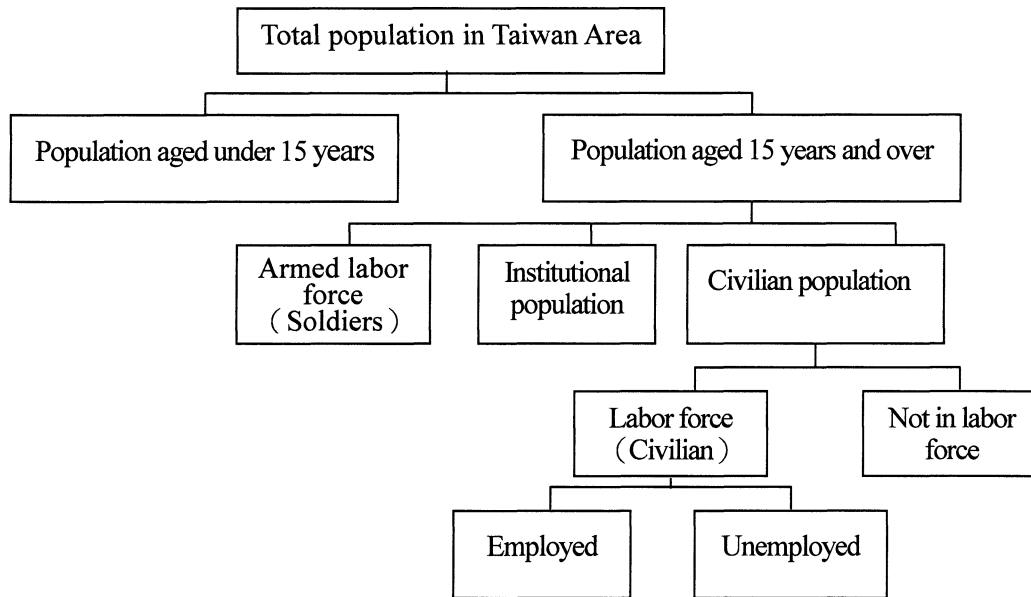 Total population in Taiwan Area
Population aged under 15 years
Population aged 15 years and over
Armed labor
force
（Soldiers）
Institutional
population
Civilian population
Labor force
（Civilian）
Not in labor
force
Employed
Unemployed